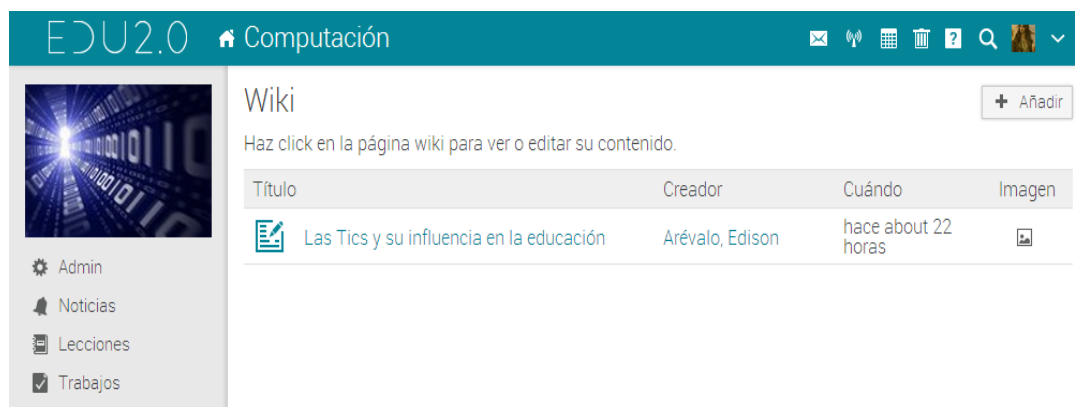 EDU2.0 Computación
Wiki
+ Añadir
Haz click en la página wiki para ver o editar su contenido.
Título Creador Cuándo Imagen
Las Tics y su influencia en la educación Arévalo, Edison hace about 22
horas
Admin
Noticias
Lecciones
Trabajos